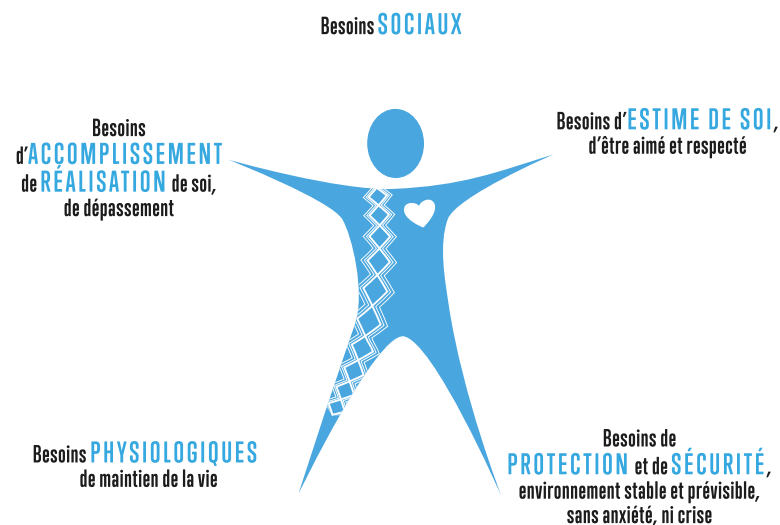 Besoins SOCIAUX
Besoins
d'ACCOMPLISSEMENT
de RÉALISATION de soi,
de dépassement
Besoins d'ESTIME DE SOI,
d'être aimé et respecté
Besoins PHYSIOLOGIQUES
de maintien de la vie
Besoins de
PROTECTION et de SÉCURITÉ,
environnement stable et prévisible,
sans anxiété, ni crise